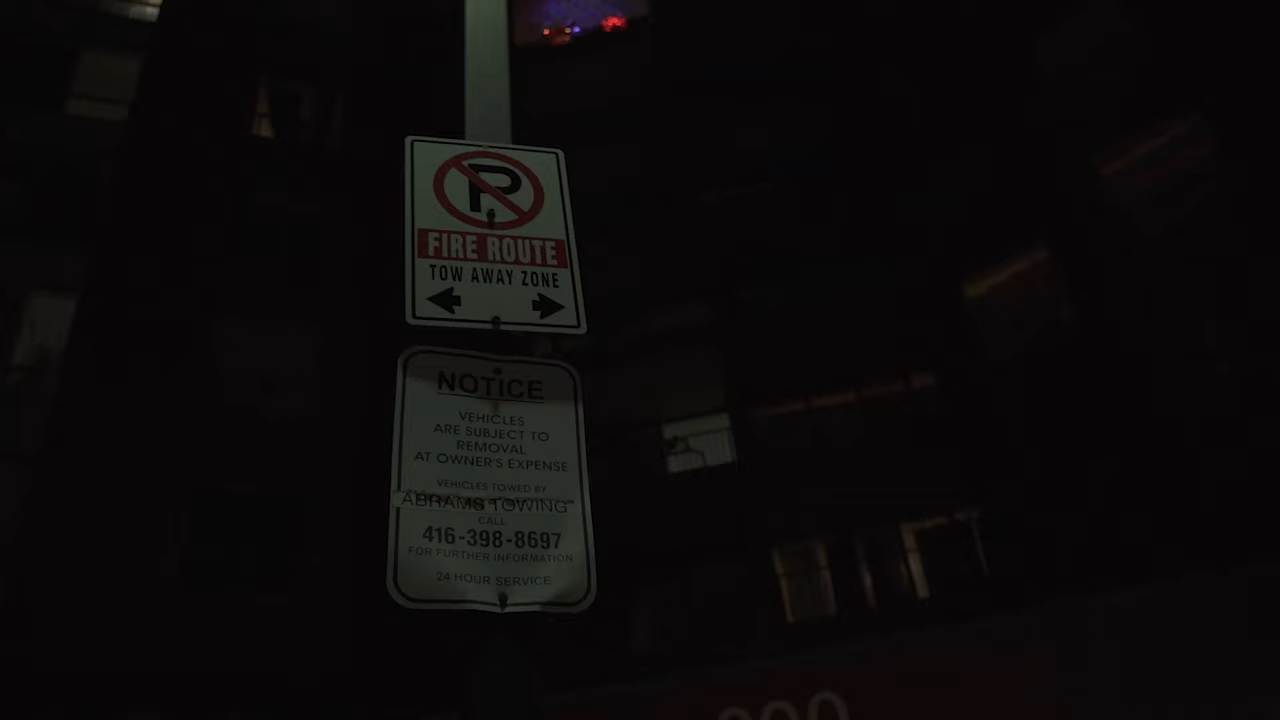 P
FIRE ROUTE
TOW AWAY ZONE
NOTICE
VEHICLES
ARE SUBJECT TO
REMOVAL
AT OWNER'S EXPENSE
VEHICLES TOWED BY
ABRAMS TOWING
CALL
416-398-8697
FOR FURTHER INFORMATION
24 HOUR SERVICE